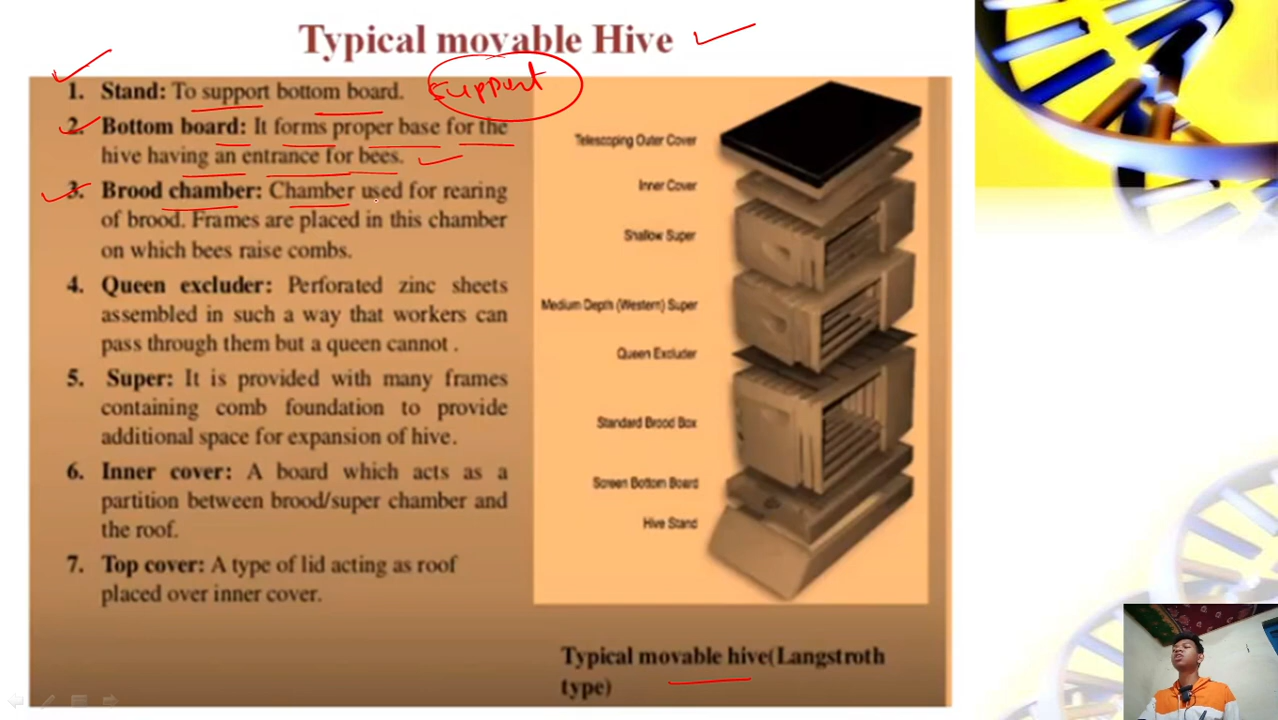 Typical movable Hive
1. Stand: To support bottom board.
support
2. Bottom board: It forms proper base for the
hive having an entrance for bees.
3. Brood chamber: Chamber used for rearing
of brood. Frames are placed in this chamber
on which bees raise combs.
4. Queen excluder: Perforated zinc sheets
assembled in such a way that workers can
pass through them but a queen cannot .
5. Super: It is provided with many frames
containing comb foundation to provide
additional space for expansion of hive.
6. Inner cover: A board which acts as a
partition between brood/super chamber and
the roof.
7. Top cover: A type of lid acting as roof
placed over inner cover.
Telescoping Outer Cover
Inner Cover
Shallow Super
Medium Depth (Western) Super
Queen Excluder
Standard Brood Box
Screen Bottom Board
Hive Stand
Typical movable hive(Langstroth
type)